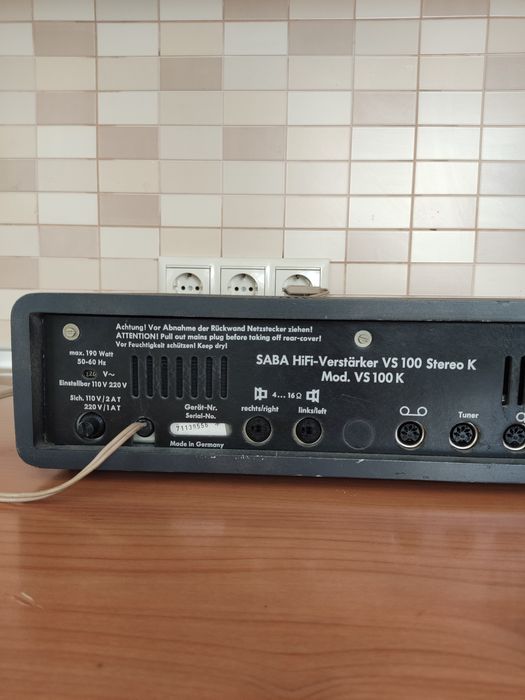 Achtung! Vor Abnahme der Rückwand Netzstecker ziehen!
ATTENTION! Pull out mains plug before taking off rear-cover!
Vor Feuchtigkeit schützen! Keep dry!
max. 190 Watt
50-60 Hz
V~
Einstellbar 110 V 220 V
Sich. 110 V/2 AT
220 V/1 AT
SABA HiFi-Verstärker VS 100 Stereo K
Mod. VS 100 K
Gerät-Nr.
Serial-No.
Made in Germany
4...16 Ω
rechts/right
links/left
Tuner